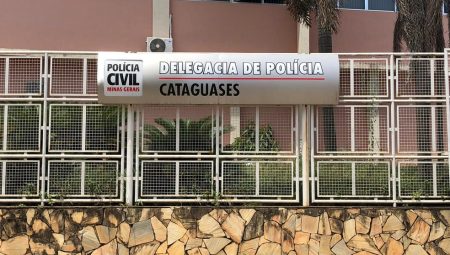 POLÍCIA
CIVIL
MINAS GERAIS
DELEGACIA DE POLÍCIA
CATAGUASES